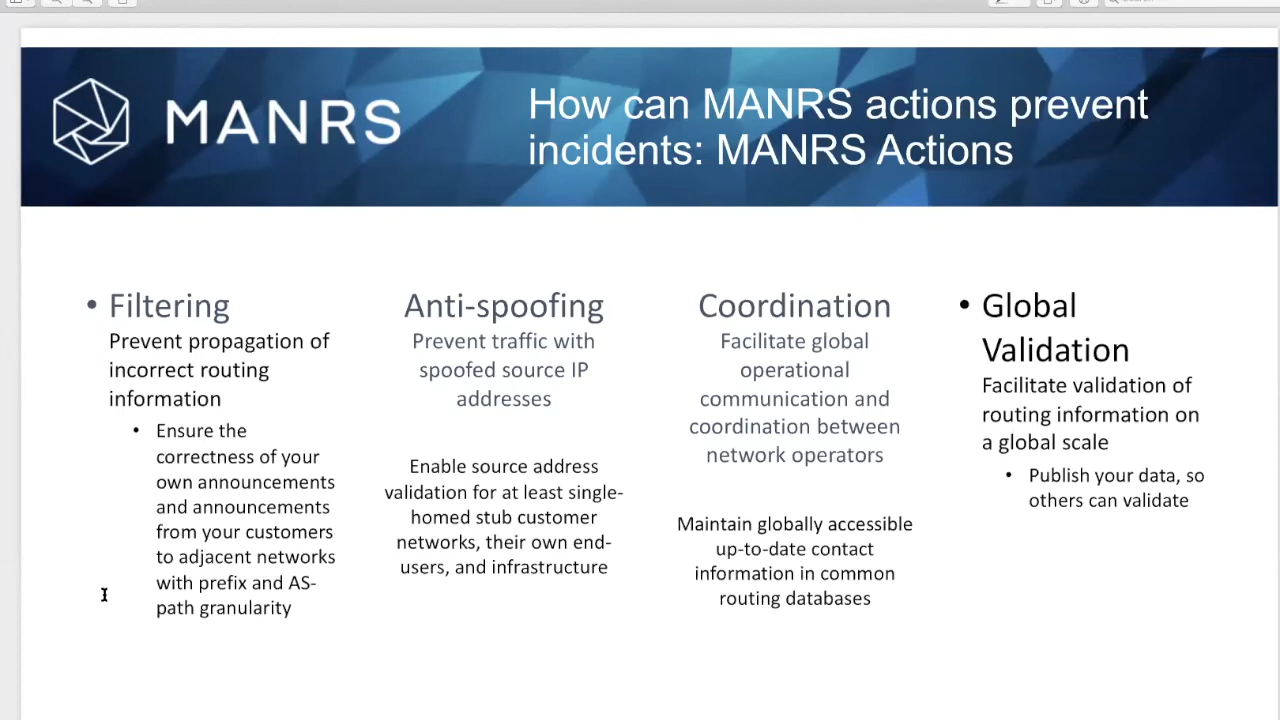 MANRS
How can MANRS actions prevent
incidents: MANRS Actions
• Filtering
Prevent propagation of
incorrect routing
information
• Ensure the
correctness of your
own announcements
and announcements
from your customers
to adjacent networks
with prefix and AS-
path granularity
Anti-spoofing
Prevent traffic with
spoofed source IP
addresses
Enable source address
validation for at least single-
homed stub customer
networks, their own end-
users, and infrastructure
Coordination
Facilitate global
operational
communication and
coordination between
network operators
Maintain globally accessible
up-to-date contact
information in common
routing databases
• Global
Validation
Facilitate validation of
routing information on
a global scale
• Publish your data, so
others can validate